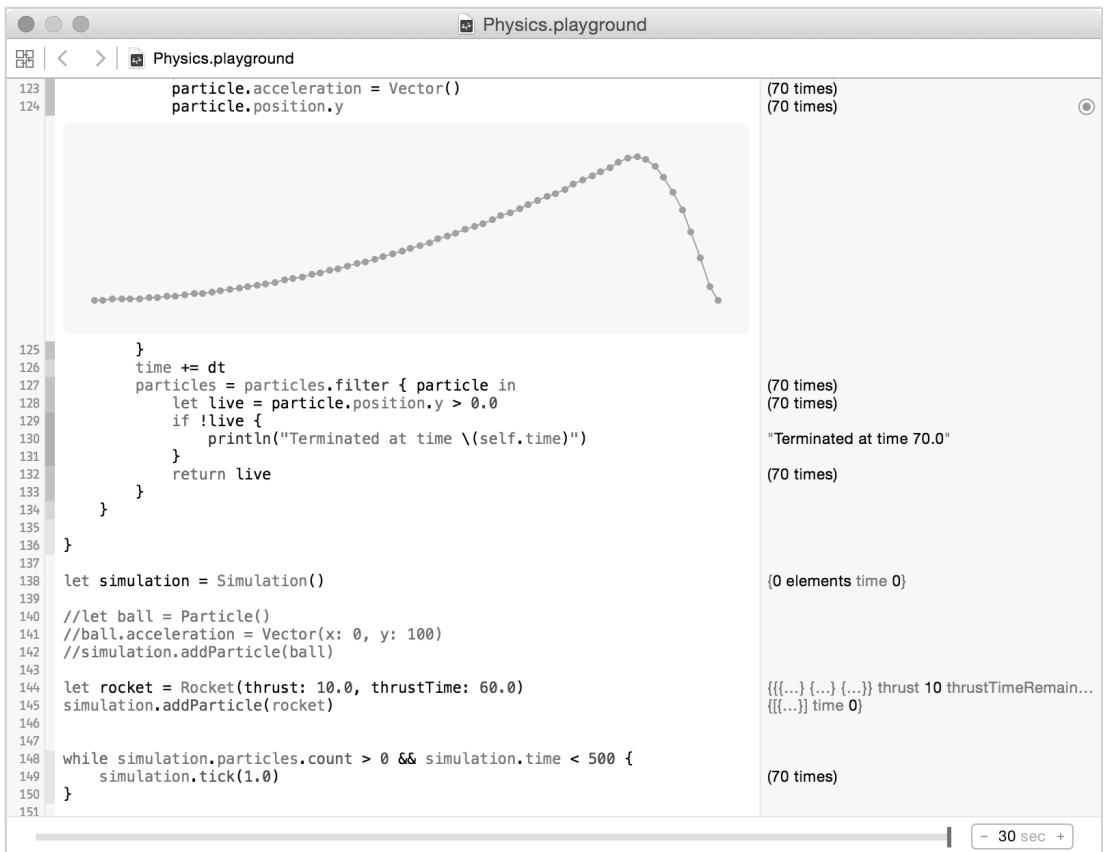 Physics.playground
Physics.playground
123 particle.acceleration = Vector() (70 times)
124 particle.position.y (70 times)
125 }
126 time += dt
127 particles = particles.filter { particle in (70 times)
128 let live = particle.position.y > 0.0 (70 times)
129 if !live {
130 println("Terminated at time \(self.time)") "Terminated at time 70.0"
131 }
132 return live (70 times)
133 }
134 }
135
136 }
137
138 let simulation = Simulation() {0 elements time 0}
139
140 //let ball = Particle()
141 //ball.acceleration = Vector(x: 0, y: 100)
142 //simulation.addParticle(ball)
143
144 let rocket = Rocket(thrust: 10.0, thrustTime: 60.0) {{{...} {...} {...}} thrust 10 thrustTimeRemain...
145 simulation.addParticle(rocket) {[{...}] time 0}
146
147
148 while simulation.particles.count > 0 && simulation.time < 500 {
149 simulation.tick(1.0) (70 times)
150 }
151
- 30 sec +